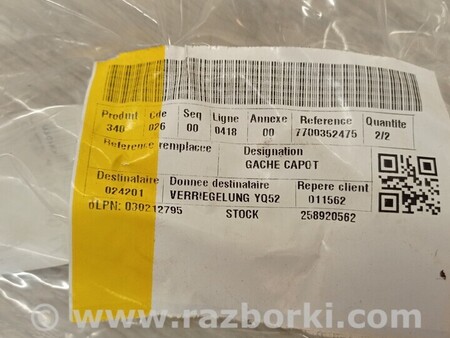 Produit Cde Seq Ligne Annexe Reference Quantite
340 026 00 0418 00 7700352475 2/2
Reference remplacee Designation
GACHE CAPOT
Destinataire Donnee destinataire Repere client
024201 VERRIEGELUNG YQ52 011562
oLPN: 030212795 STOCK 258920562
www.razborki.com